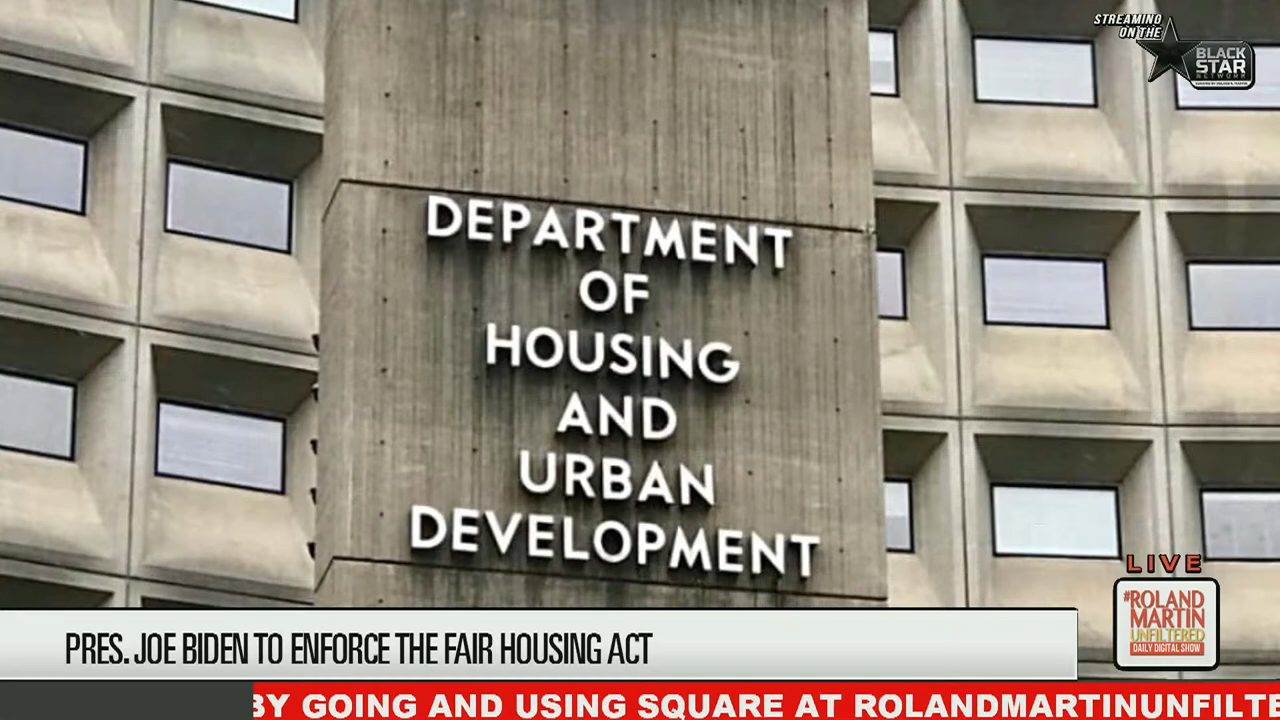 STREAMING
ON THE
BLACK
STAR
NETWORK
DEPARTMENT
OF
HOUSING
AND
URBAN
DEVELOPMENT
LIVE
#ROLAND
MARTIN
UNFILTERED
DAILY DIGITAL SHOW
PRES. JOE BIDEN TO ENFORCE THE FAIR HOUSING ACT
BY GOING AND USING SQUARE AT ROLANDMARTINUNFILTE